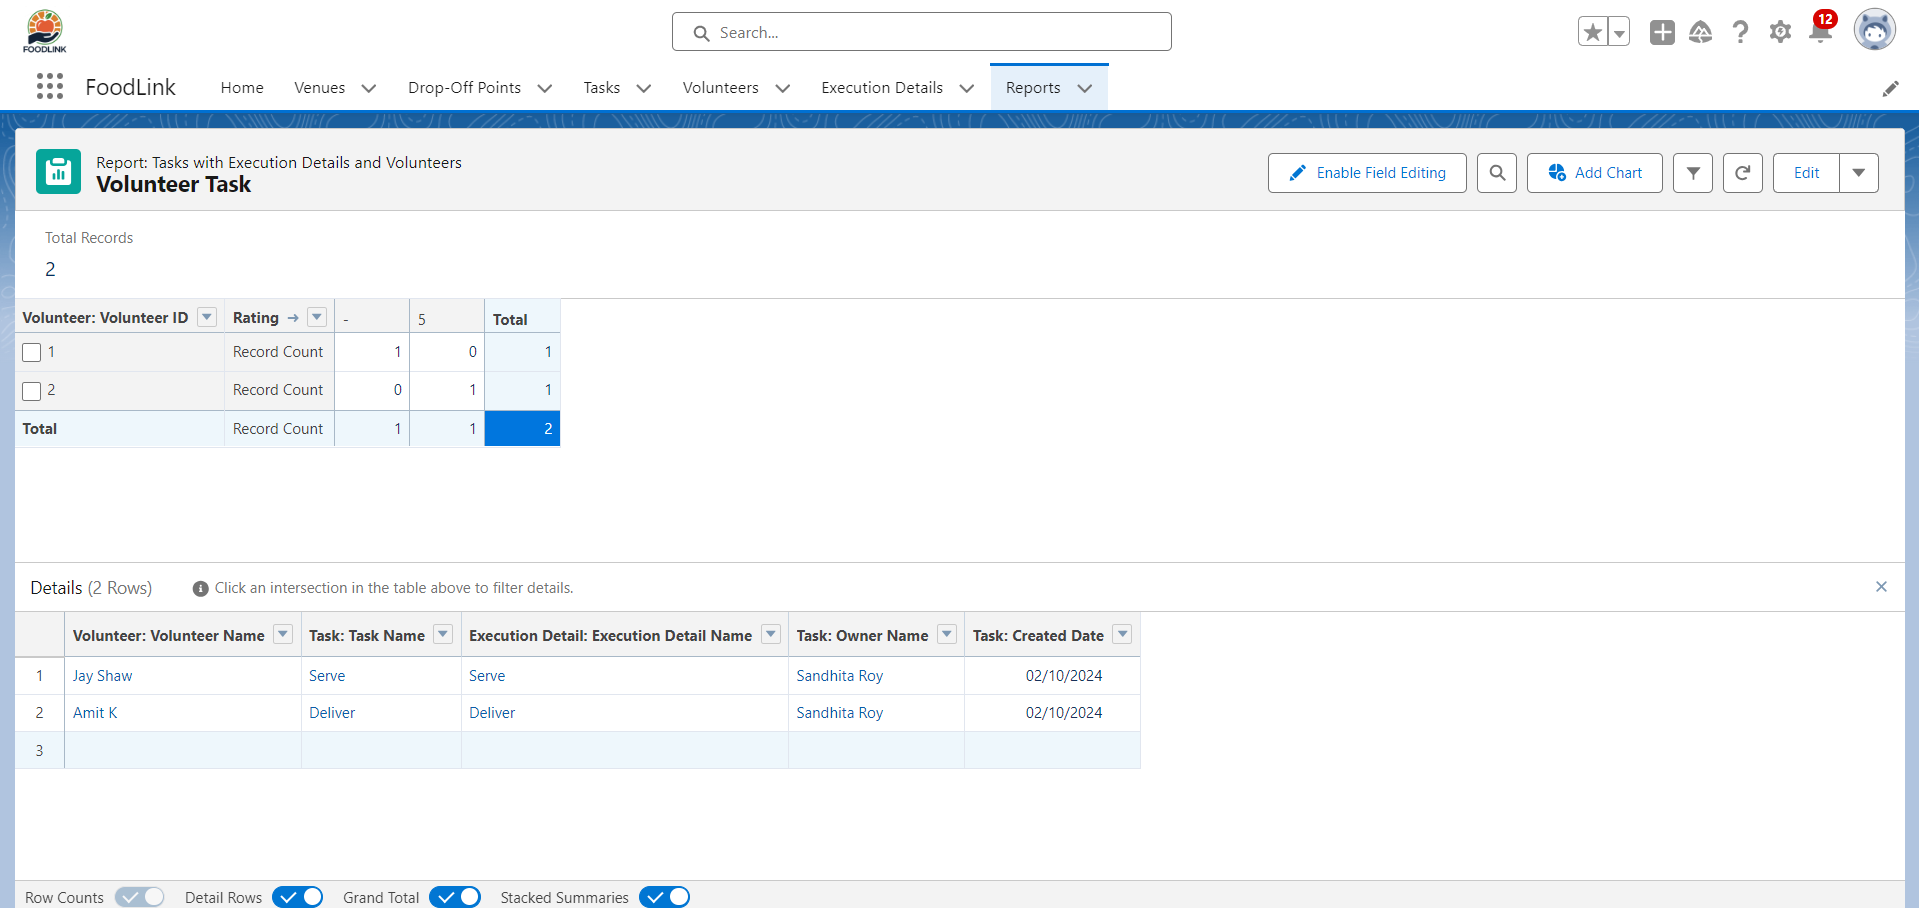 FOODLINK
Search...
12
FoodLink Home Venues Drop-Off Points Tasks Volunteers Execution Details Reports
Report: Tasks with Execution Details and Volunteers
Volunteer Task
Enable Field Editing Add Chart Edit
Total Records
2
Volunteer: Volunteer ID Rating → - 5 Total
1 Record Count 1 0 1
2 Record Count 0 1 1
Total Record Count 1 1 2
Details (2 Rows) Click an intersection in the table above to filter details.
Volunteer: Volunteer Name Task: Task Name Execution Detail: Execution Detail Name Task: Owner Name Task: Created Date
1 Jay Shaw Serve Serve Sandhita Roy 02/10/2024
2 Amit K Deliver Deliver Sandhita Roy 02/10/2024
3
Row Counts Detail Rows Grand Total Stacked Summaries